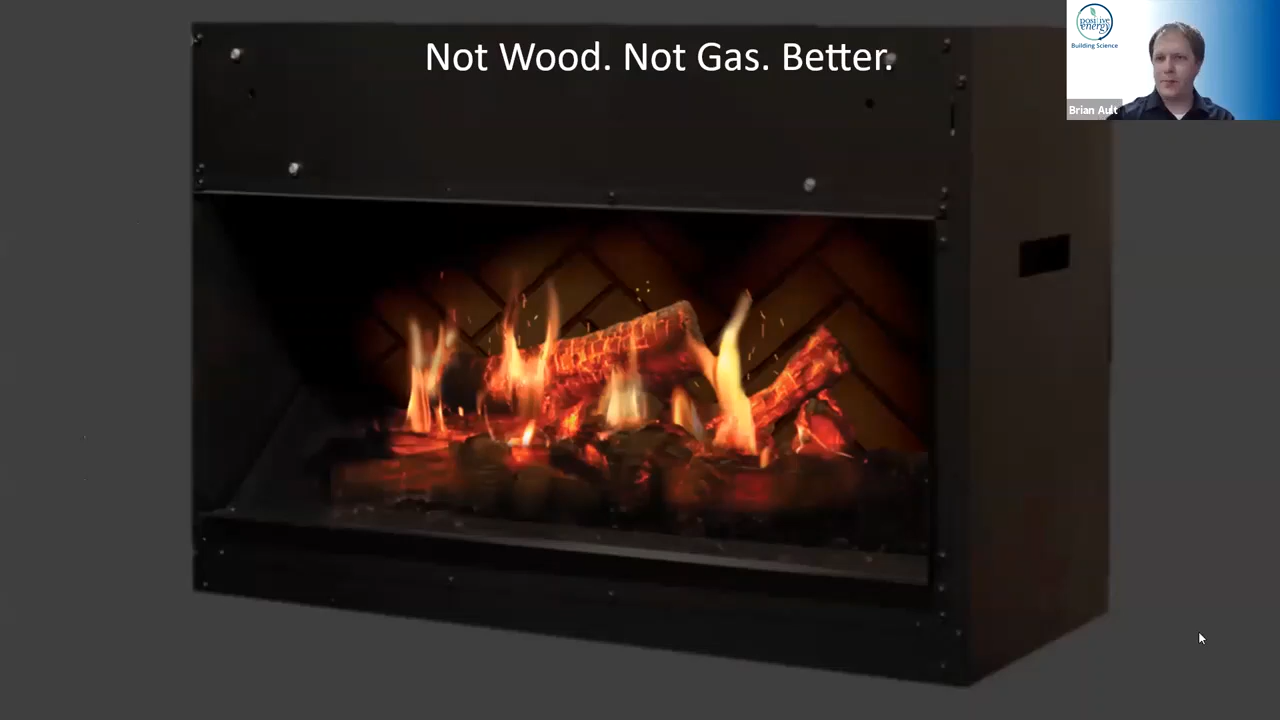 Not Wood. Not Gas. Better.
positive
energy
Building Science
Brian Ault